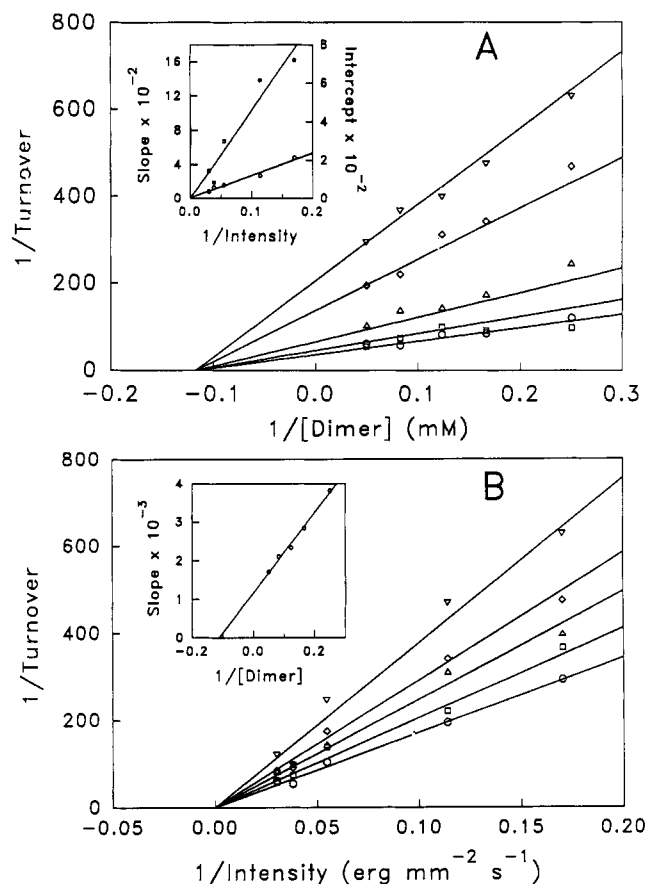 A
800
600
400
200
0
1/Turnover
16
12
8
4
0
Slope x 10⁻²
8
6
4
2
0
Intercept x 10⁻²
0.0 0.1 0.2
1/Intensity
-0.2 -0.1 0.0 0.1 0.2 0.3
1/[Dimer] (mM)
B
800
600
400
200
0
1/Turnover
4
3
2
1
0
Slope x 10⁻³
-0.2 0.0 0.2
1/[Dimer]
-0.05 0.00 0.05 0.10 0.15 0.20
1/Intensity (erg mm⁻² s⁻¹)